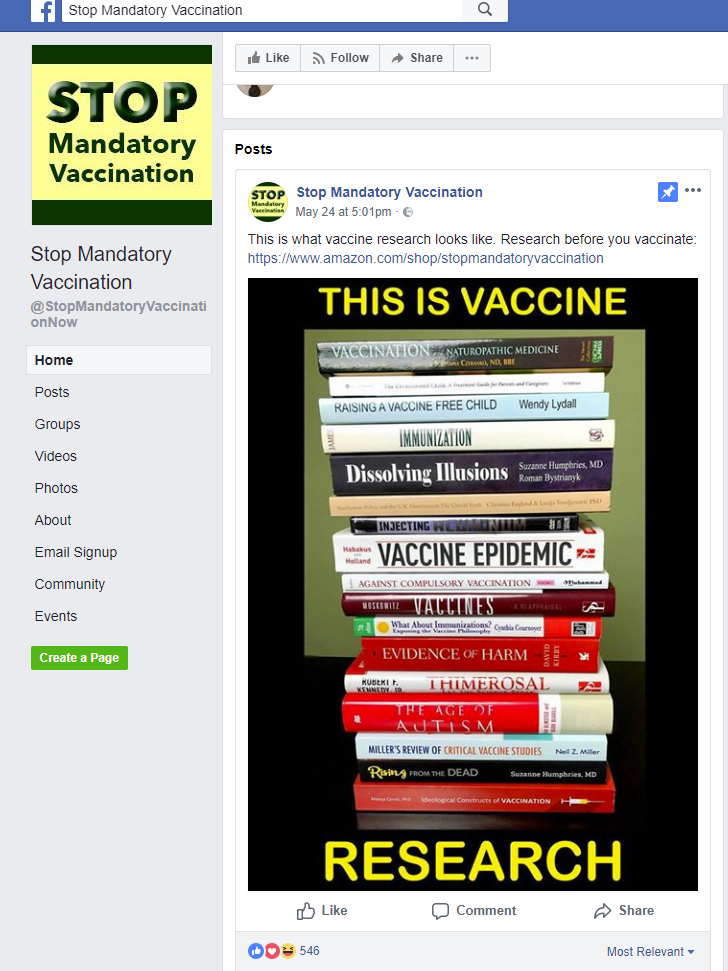 Stop Mandatory Vaccination
STOP
Mandatory
Vaccination
Stop Mandatory
Vaccination
@StopMandatoryVaccinati
onNow
Home
Posts
Groups
Videos
Photos
About
Email Signup
Community
Events
Create a Page
Like
Follow
Share
Posts
STOP
Mandatory
Vaccination
Stop Mandatory Vaccination
May 24 at 5:01pm ·
This is what vaccine research looks like. Research before you vaccinate:
https://www.amazon.com/shop/stopmandatoryvaccination
THIS IS VACCINE
VACCINATION NATUROPATHIC MEDICINE
ND, BBE
The Unvaccinated Child: A Treatment Guide for Parents and Caregivers
RAISING A VACCINE FREE CHILD Wendy Lydall
JAMES IMMUNIZATION
Dissolving Illusions Suzanne Humphries, MD
Roman Bystrianyk
Vaccination Policy and the U.S. Government: The Untold Truth
INJECTING ALUMINUM
Habakus
and
Holland
VACCINE EPIDEMIC
AGAINST COMPULSORY VACCINATION Muhammad
MOSKOWITZ VACCINES A REAPPRAISAL
What About Immunizations? Cynthia Cournoyer
Exposing the Vaccine Philosophy
EVIDENCE OF HARM DAVID KIRBY
ROBERT F.
KENNEDY, JR
THIMEROSAL
THE AGE OF
AUTISM
MILLER'S REVIEW OF CRITICAL VACCINE STUDIES Neil Z. Miller
Rising FROM THE DEAD Suzanne Humphries, MD
Ideological Constructs of VACCINATION
RESEARCH
Like
Comment
Share
546
Most Relevant